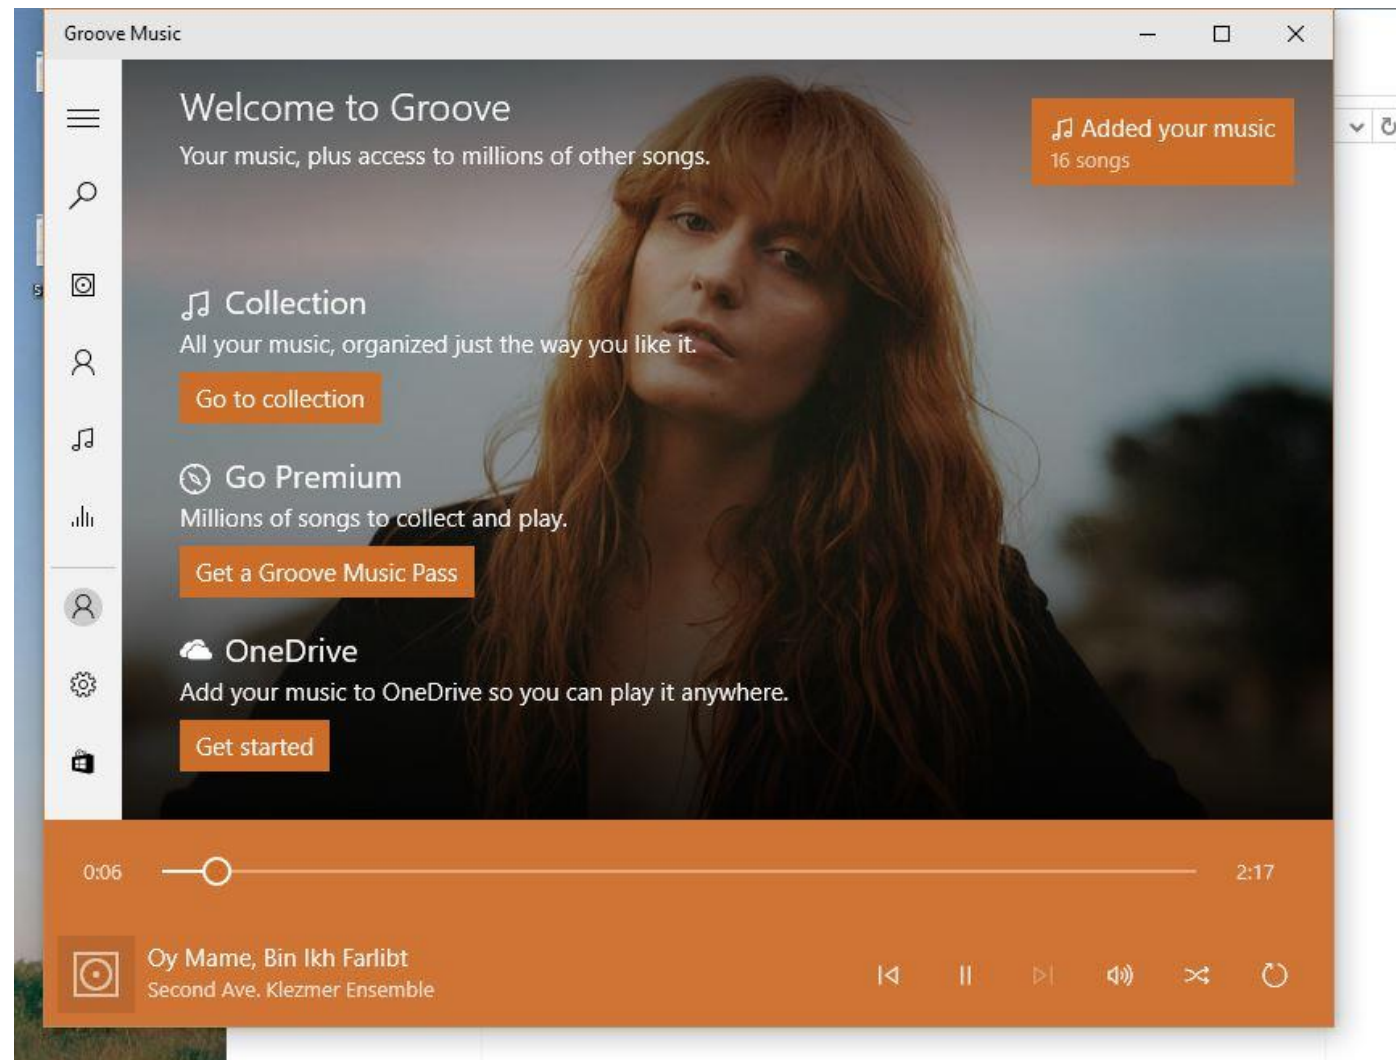 Groove Music
Welcome to Groove
Your music, plus access to millions of other songs.
Added your music
16 songs
Collection
All your music, organized just the way you like it.
Go to collection
Go Premium
Millions of songs to collect and play.
Get a Groove Music Pass
OneDrive
Add your music to OneDrive so you can play it anywhere.
Get started
0:06
2:17
Oy Mame, Bin Ikh Farlibt
Second Ave. Klezmer Ensemble